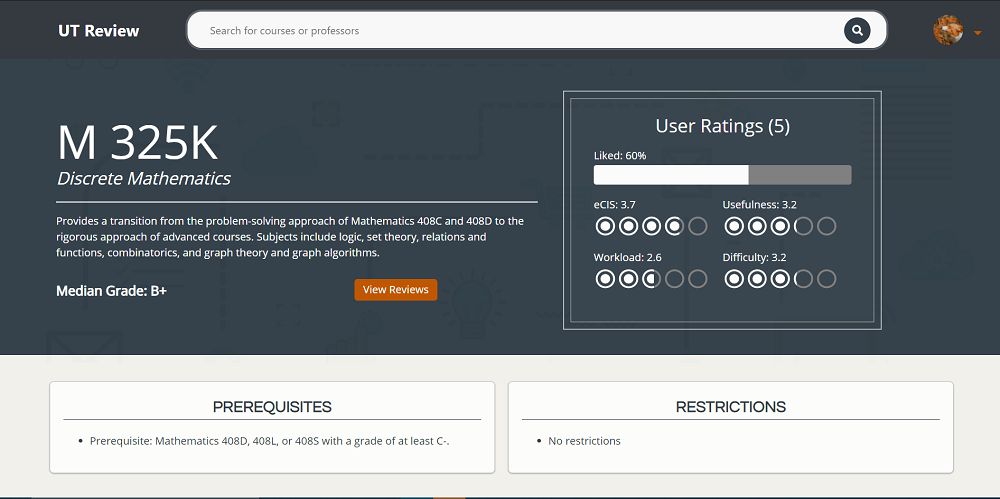 UT Review
Search for courses or professors
M 325K
Discrete Mathematics
Provides a transition from the problem-solving approach of Mathematics 408C and 408D to the
rigorous approach of advanced courses. Subjects include logic, set theory, relations and
functions, combinatorics, and graph theory and graph algorithms.
Median Grade: B+
View Reviews
User Ratings (5)
Liked: 60%
eCIS: 3.7
Usefulness: 3.2
Workload: 2.6
Difficulty: 3.2
PREREQUISITES
Prerequisite: Mathematics 408D, 408L, or 408S with a grade of at least C-.
RESTRICTIONS
No restrictions